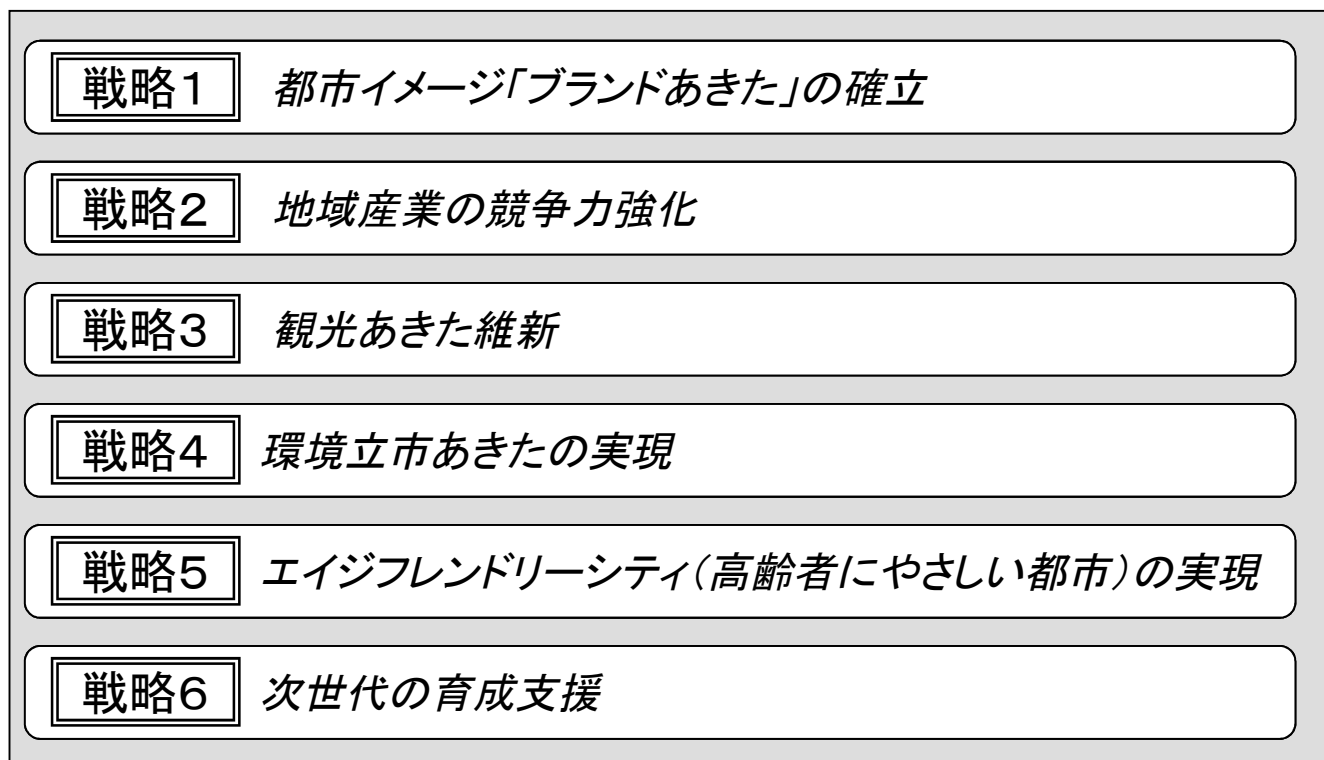 戦略1 都市イメージ「ブランドあきた」の確立
戦略2 地域産業の競争力強化
戦略3 観光あきた維新
戦略4 環境立市あきたの実現
戦略5 エイジフレンドリーシティ(高齢者にやさしい都市)の実現
戦略6 次世代の育成支援